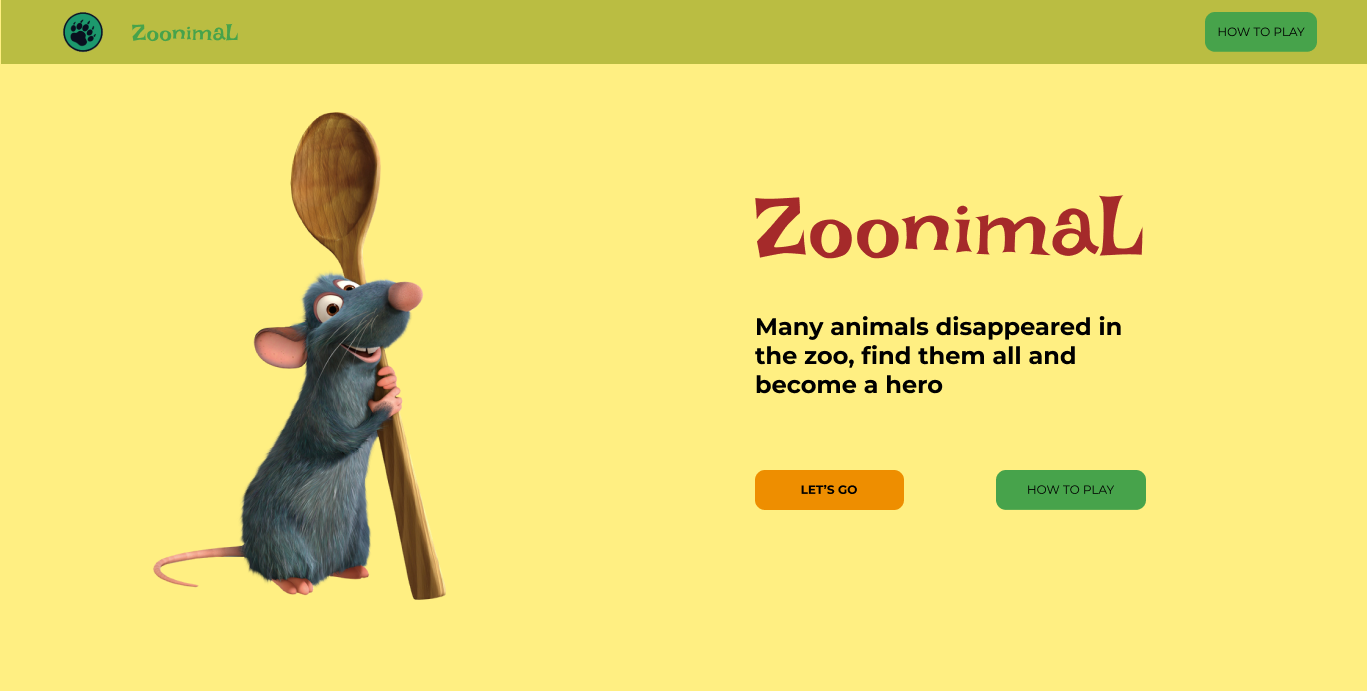 ZoonimaL
HOW TO PLAY
ZoonimaL
Many animals disappeared in
the zoo, find them all and
become a hero
LET'S GO
HOW TO PLAY